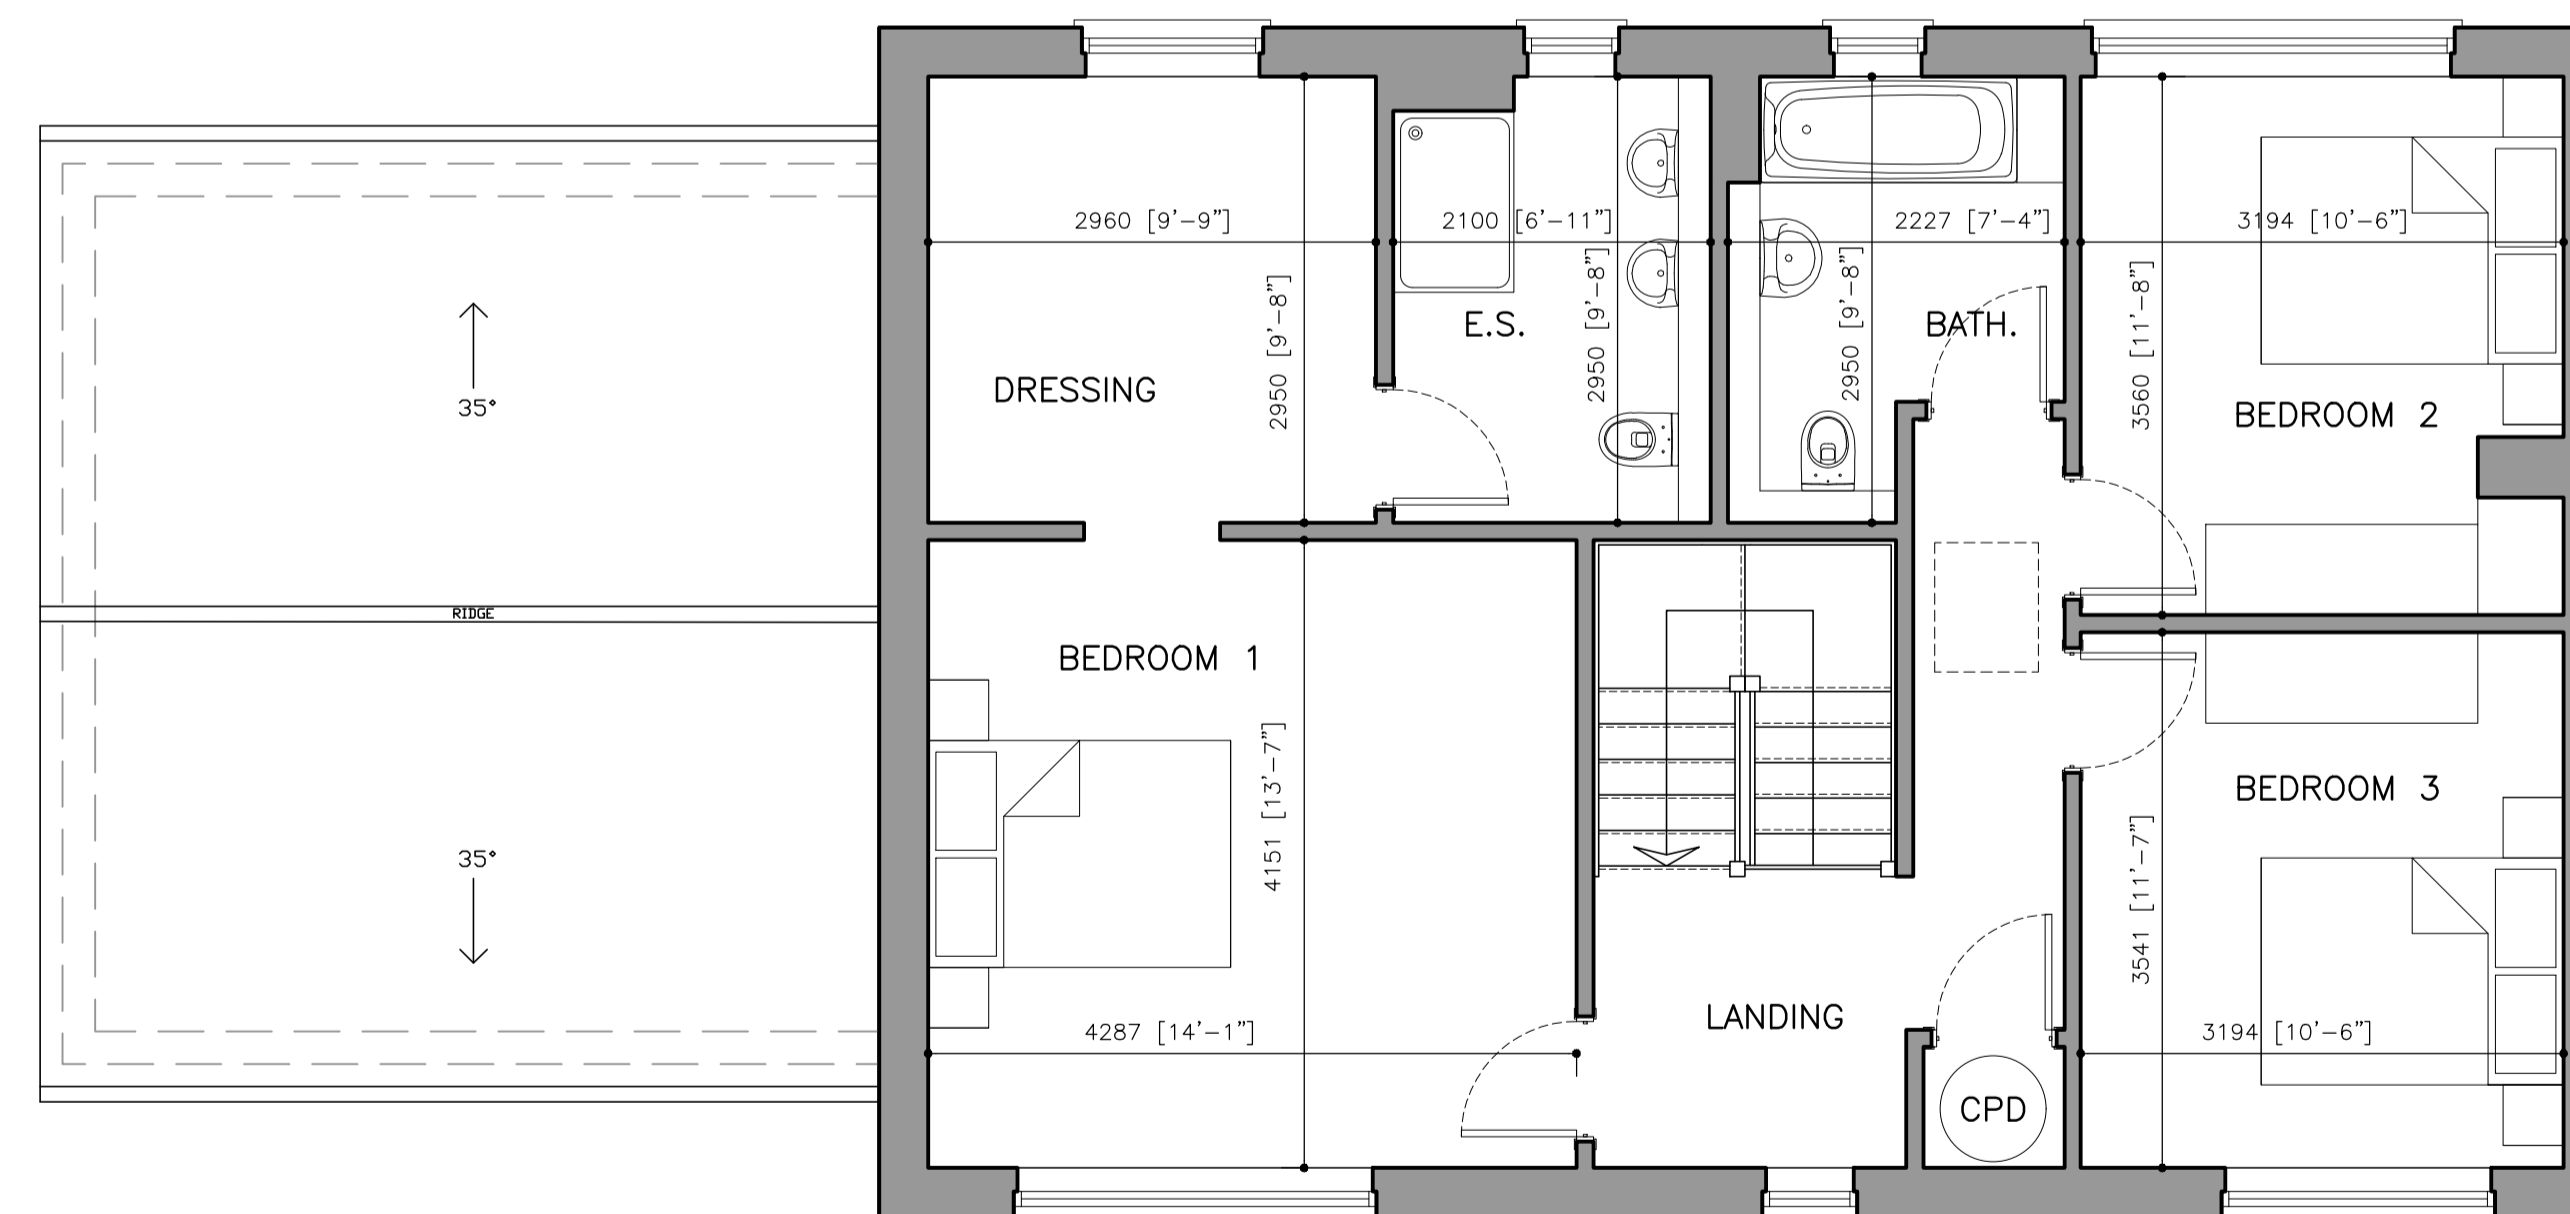 2960 [9'-9"]
2100 [6'-11"]
2227 [7'-4"]
3194 [10'-6"]
2950 [9'-8"]
2950 [9'-8"]
2950 [9'-8"]
3560 [11'-8"]
E.S.
BATH.
DRESSING
BEDROOM 2
35°
RIDGE
BEDROOM 1
BEDROOM 3
4151 [13'-7"]
3541 [11'-7"]
35°
LANDING
4287 [14'-1"]
3194 [10'-6"]
CPD